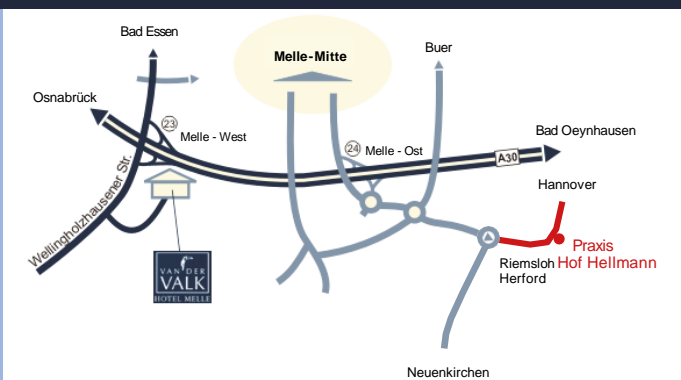 Bad Essen
Melle-Mitte
Buer
Osnabrück
23
Melle - West
24
Melle - Ost
A30
Bad Oeynhausen
Hannover
Wellingholzhausener Str.
Praxis
Riemsloh Hof Hellmann
Herford
VAN DER
VALK
HOTEL MELLE
Neuenkirchen